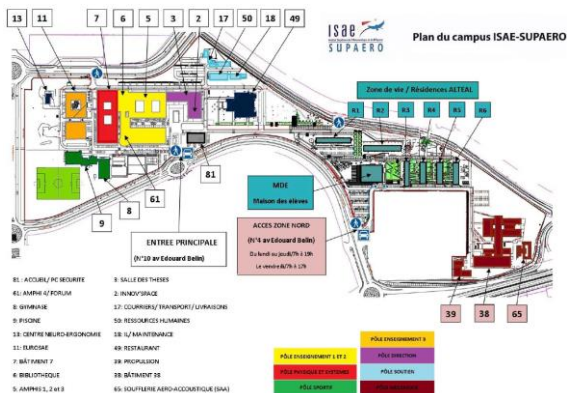 13 11 7 6 5 3 2 17 50 18 49
isae
SUPAERO
Plan du campus ISAE-SUPAERO
Zone de vie / Résidences ALTEAL
R1 R2 R3 R4 R5 R6
MDE
Maison des élèves
81
61
8
9
ENTREE PRINCIPALE
(N°10 av Edouard Belin)
ACCES ZONE NORD
(N°4 av Edouard Belin)
Du lundi au jeudi/7h à 19h
Le vendredi/7h à 17h
39 38 65
81: ACCUEIL/ PC SECURITE
61: AMPHI 4/ FORUM
8: GYMNASE
9: PISCINE
13: CENTRE NEURO-ERGONOMIE
11: EUROSAE
7: BÂTIMENT 7
6: BIBLIOTHEQUE
5: AMPHIS 1, 2 et 3
3: SALLE DES THESES
2: INNOV'SPACE
17: COURRIERS/ TRANSPORT/ LIVRAISONS
50: RESSOURCES HUMAINES
18: IL/ MAINTENANCE
49: RESTAURANT
39: PROPULSION
38: BÂTIMENT 38
65: SOUFFLERIE AERO-ACCOUSTIQUE (SAA)
PÔLE ENSEIGNEMENT 1 ET 2
PÔLE PHYSIQUE ET SYSTEMES
PÔLE SPORTIF
PÔLE ENSEIGNEMENT 3
PÔLE DIRECTION
PÔLE SOUTIEN